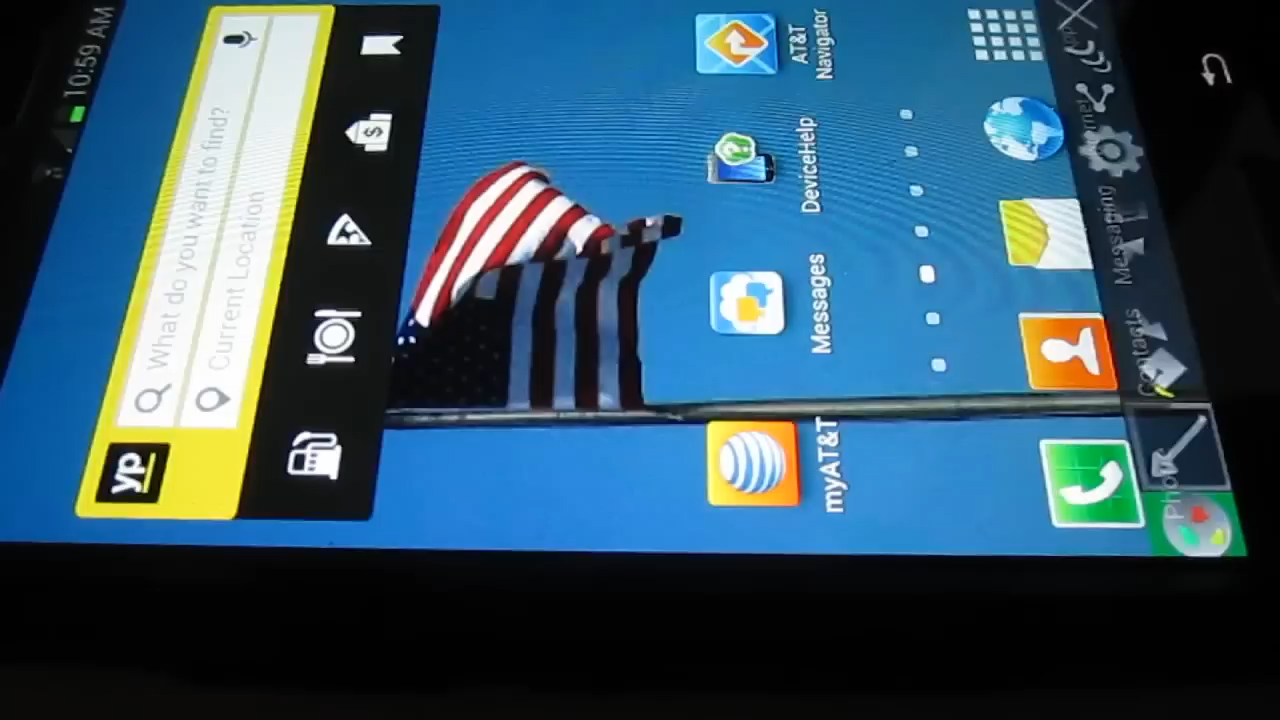 10:59 AM
yp
What do you want to find?
Current Location
myAT&T
Messages
DeviceHelp
AT&T
Navigator
Contacts
Messaging